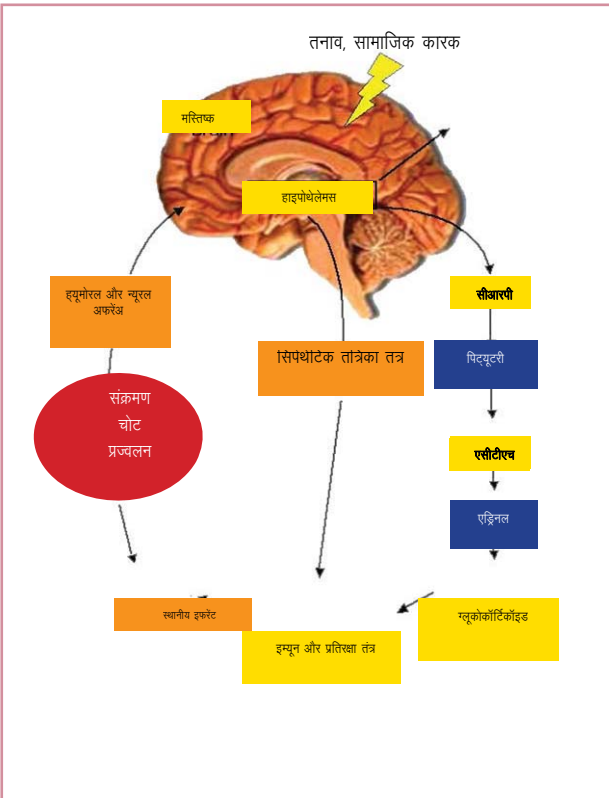 तनाव, सामाजिक कारक
मस्तिष्क
हाइपोथेलेमस
ह्यूमोरल और न्यूरल
अफरेंअ
सीआरपी
सिंपेथेटिक तंत्रिका तंत्र
पिट्यूटरी
संक्रमण
चोट
प्रज्वलन
एसीटीएच
एड्रिनल
स्थानीय इफरेंट
ग्लूकोकॉर्टिकॉइड
इम्यून और प्रतिरक्षा तंत्र